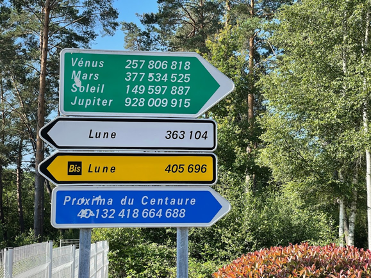 Vénus 257 806 818
Mars 377 534 525
Soleil 149 597 887
Jupiter 928 009 915
Lune 363 104
Bis Lune 405 696
Proxima du Centaure
40 132 418 664 688